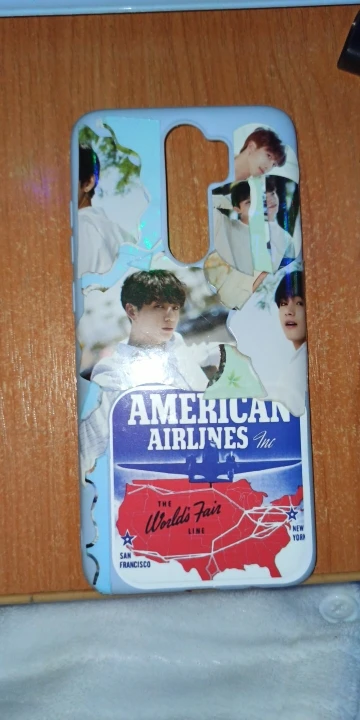 AMERICAN
AIRLINES Inc
THE
World's Fair
LINE
SAN
FRANCISCO
NEW
YORK